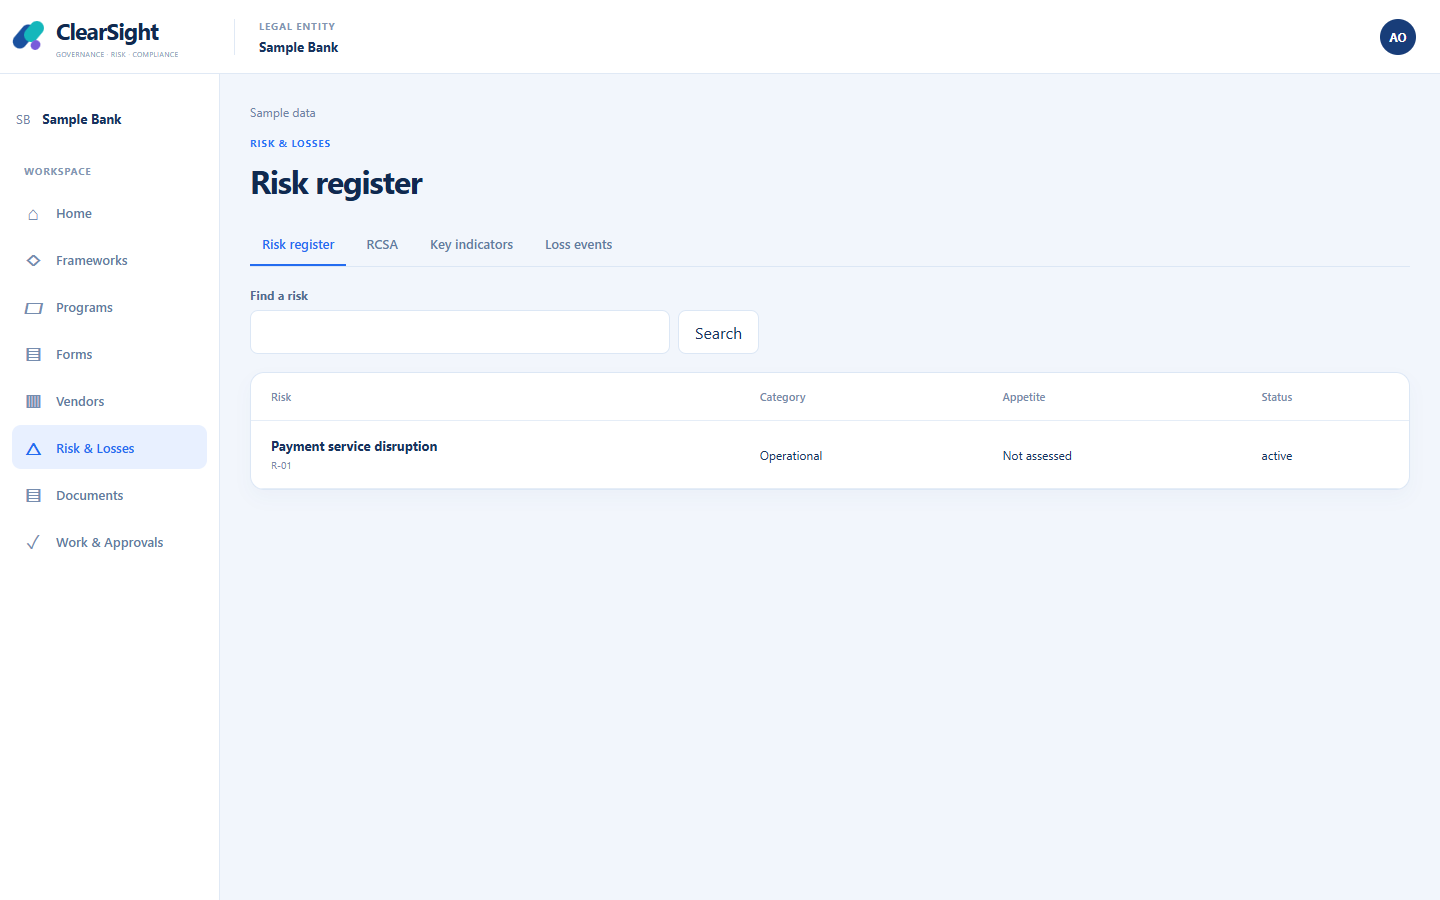 ClearSight
GOVERNANCE · RISK · COMPLIANCE
LEGAL ENTITY
Sample Bank
AO
SB Sample Bank
WORKSPACE
Home
Frameworks
Programs
Forms
Vendors
Risk & Losses
Documents
Work & Approvals
Sample data
RISK & LOSSES
Risk register
Risk register RCSA Key indicators Loss events
Find a risk
Search
Risk Category Appetite Status
Payment service disruption
R-01
Operational Not assessed active